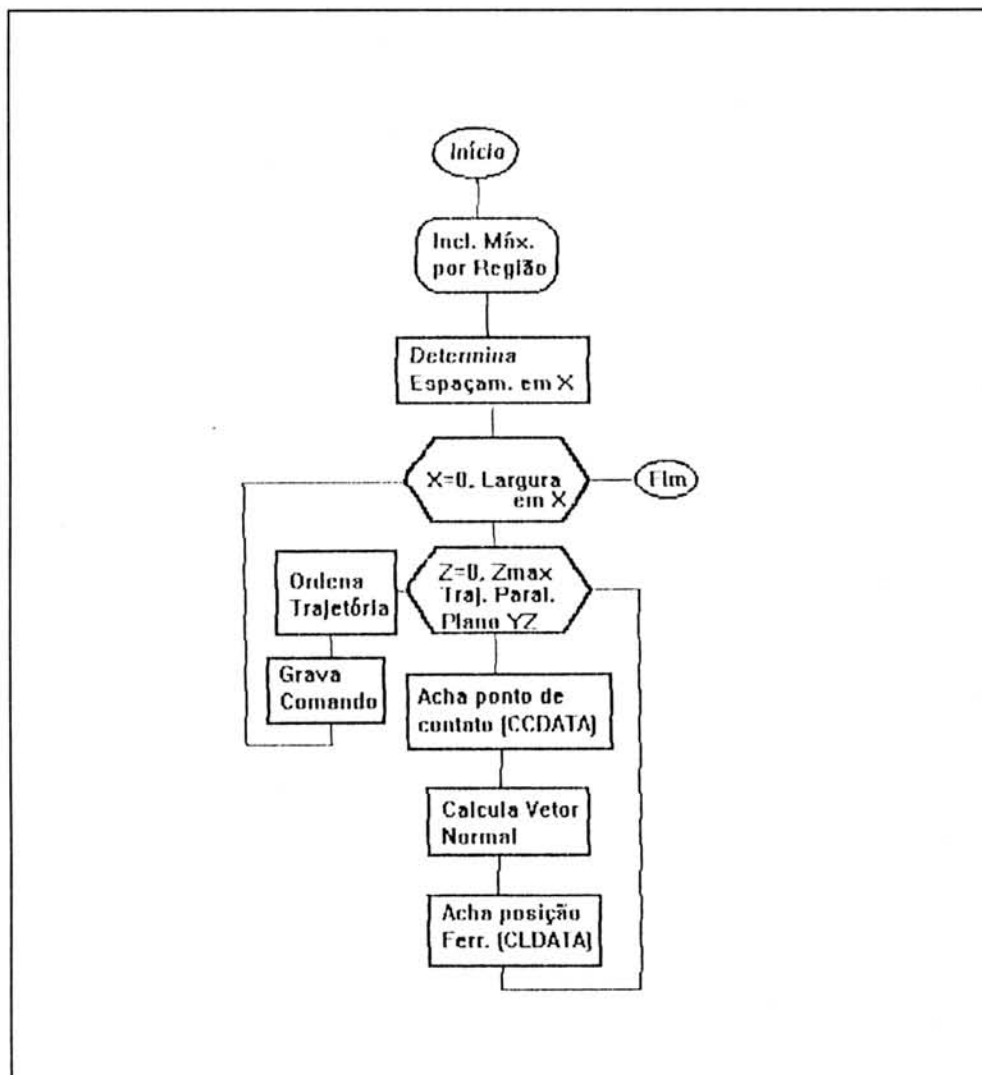 Início
Incl. Máx.
por Região
Determina
Espaçam. em X
X=0, Largura
em X
Fim
Z=0, Zmax
Traj. Paral.
Plano YZ
Ordena
Trajetória
Grava
Comando
Acha ponto de
contato (CCDATA)
Calcula Vetor
Normal
Acha posição
Ferr. (CLDATA)